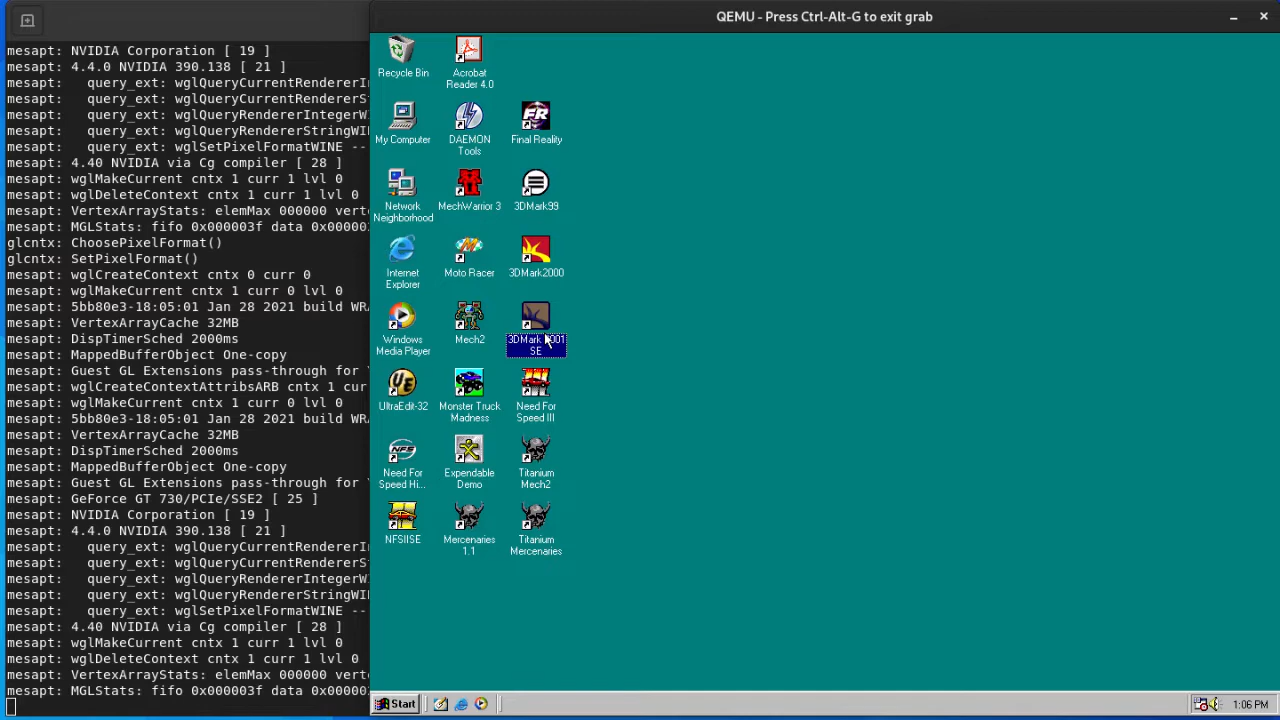 mesapt: NVIDIA Corporation [ 19 ]
mesapt: 4.4.0 NVIDIA 390.138 [ 21 ]
mesapt:   query_ext: wglQueryCurrentRendererI
mesapt:   query_ext: wglQueryCurrentRendererS
mesapt:   query_ext: wglQueryRendererIntegerW
mesapt:   query_ext: wglQueryRendererStringWI
mesapt:   query_ext: wglSetPixelFormatWINE --
mesapt: 4.40 NVIDIA via Cg compiler [ 28 ]
mesapt: wglMakeCurrent cntx 1 curr 1 lvl 0
mesapt: wglDeleteContext cntx 1 curr 1 lvl 0
mesapt: VertexArrayStats: elemMax 000000 vert
mesapt: MGLStats: fifo 0x000003f data 0x0000
glcntx: ChoosePixelFormat()
glcntx: SetPixelFormat()
mesapt: wglCreateContext cntx 0 curr 0
mesapt: wglMakeCurrent cntx 1 curr 0 lvl 0
mesapt: 5bb80e3-18:05:01 Jan 28 2021 build WR
mesapt: VertexArrayCache 32MB
mesapt: DispTimerSched 2000ms
mesapt: MappedBufferObject One-copy
mesapt: Guest GL Extensions pass-through for
mesapt: wglCreateContextAttribsARB cntx 1 cur
mesapt: wglMakeCurrent cntx 1 curr 0 lvl 0
mesapt: 5bb80e3-18:05:01 Jan 28 2021 build WR
mesapt: VertexArrayCache 32MB
mesapt: DispTimerSched 2000ms
mesapt: MappedBufferObject One-copy
mesapt: Guest GL Extensions pass-through for
mesapt: GeForce GT 730/PCIe/SSE2 [ 25 ]
mesapt: NVIDIA Corporation [ 19 ]
mesapt: 4.4.0 NVIDIA 390.138 [ 21 ]
mesapt:   query_ext: wglQueryCurrentRendererI
mesapt:   query_ext: wglQueryCurrentRendererS
mesapt:   query_ext: wglQueryRendererIntegerW
mesapt:   query_ext: wglQueryRendererStringWI
mesapt:   query_ext: wglSetPixelFormatWINE --
mesapt: 4.40 NVIDIA via Cg compiler [ 28 ]
mesapt: wglMakeCurrent cntx 1 curr 1 lvl 0
mesapt: wglDeleteContext cntx 1 curr 1 lvl 0
mesapt: VertexArrayStats: elemMax 000000 vert
mesapt: MGLStats: fifo 0x000003f data 0x0000
QEMU - Press Ctrl-Alt-G to exit grab
Recycle Bin
Acrobat
Reader 4.0
My Computer
DAEMON
Tools
FR
Final Reality
Network
Neighborhood
MechWarrior 3
3DMark99
Internet
Explorer
Moto Racer
3DMark2000
Windows
Media Player
Mech2
3DMark 2001
SE
UE
UltraEdit-32
Monster Truck
Madness
Need For
Speed III
NFS
Need For
Speed Hi...
Expendable
Demo
Titanium
Mech2
NFSIISE
Mercenaries
1.1
Titanium
Mercenaries
Start
1:06 PM